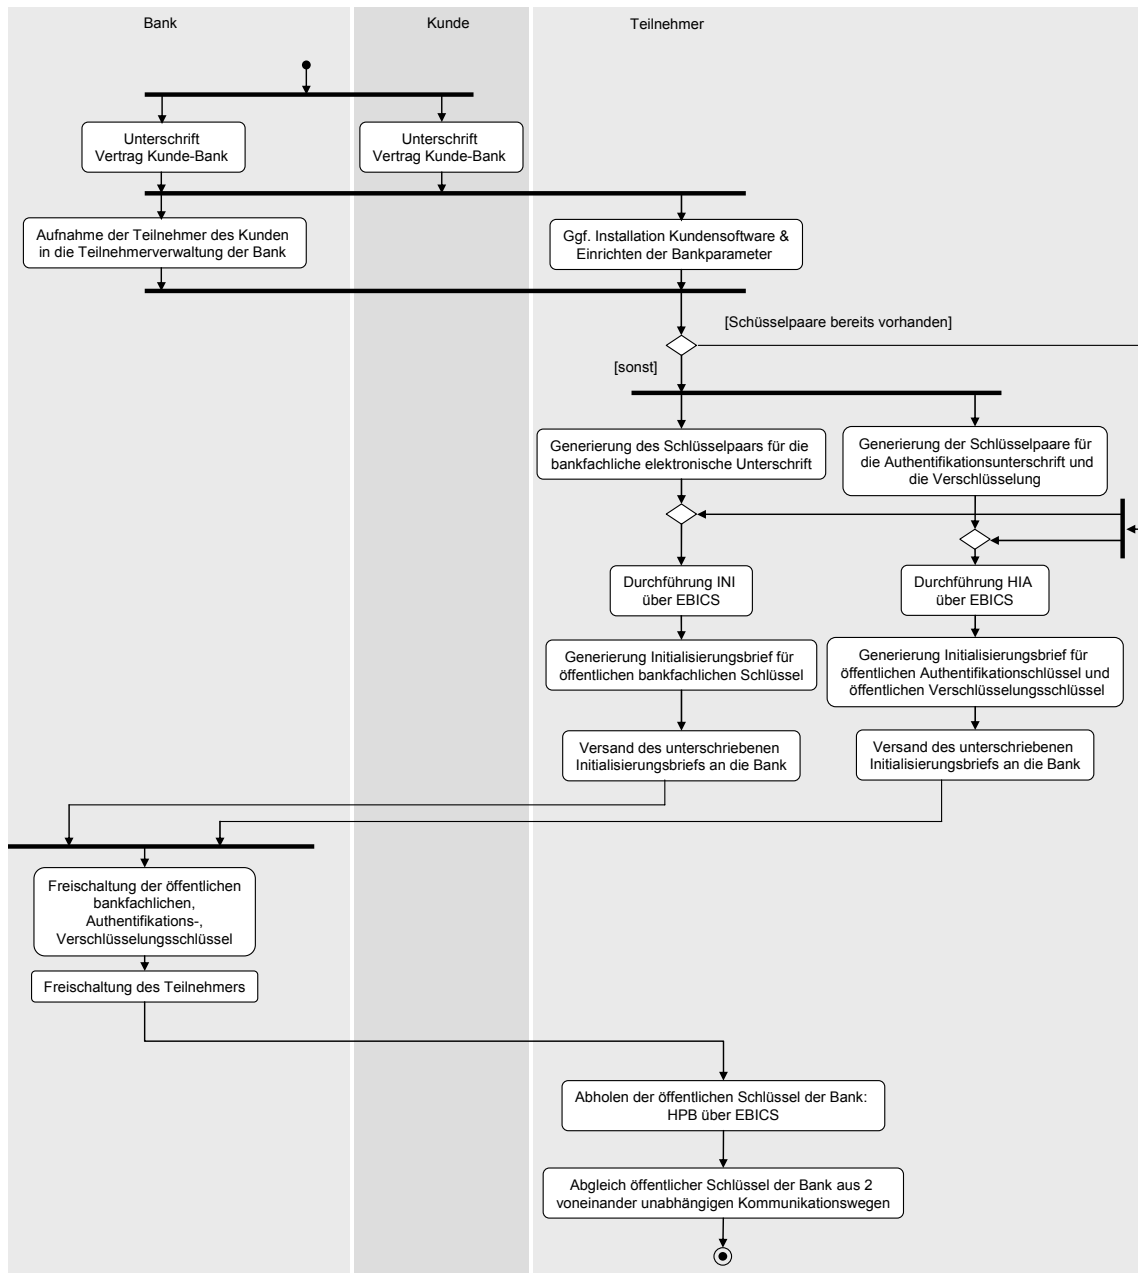 Bank
Kunde
Teilnehmer
Unterschrift
Vertrag Kunde-Bank
Unterschrift
Vertrag Kunde-Bank
Aufnahme der Teilnehmer des Kunden
in die Teilnehmerverwaltung der Bank
Ggf. Installation Kundensoftware &
Einrichten der Bankparameter
[Schüsselpaare bereits vorhanden]
[sonst]
Generierung des Schlüsselpaars für die
bankfachliche elektronische Unterschrift
Generierung der Schlüsselpaare für
die Authentifikationsunterschrift und
die Verschlüsselung
Durchführung INI
über EBICS
Durchführung HIA
über EBICS
Generierung Initialisierungsbrief für
öffentlichen bankfachlichen Schlüssel
Generierung Initialisierungsbrief für
öffentlichen Authentifikationschlüssel und
öffentlichen Verschlüsselungsschlüssel
Versand des unterschriebenen
Initialisierungsbriefs an die Bank
Versand des unterschriebenen
Initialisierungsbriefs an die Bank
Freischaltung der öffentlichen
bankfachlichen,
Authentifikations-,
Verschlüsselungsschlüssel
Freischaltung des Teilnehmers
Abholen der öffentlichen Schlüssel der Bank:
HPB über EBICS
Abgleich öffentlicher Schlüssel der Bank aus 2
voneinander unabhängigen Kommunikationswegen